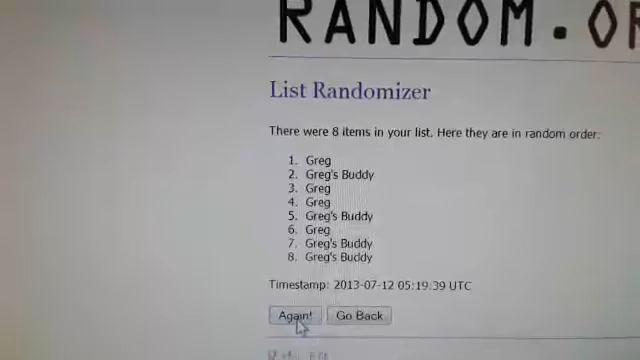 RANDOM.OR
List Randomizer
There were 8 items in your list. Here they are in random order:
1. Greg
2. Greg's Buddy
3. Greg
4. Greg
5. Greg's Buddy
6. Greg
7. Greg's Buddy
8. Greg's Buddy
Timestamp: 2013-07-12 05:19:39 UTC
Again! Go Back